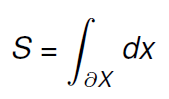 S = ∫_{∂X} dx